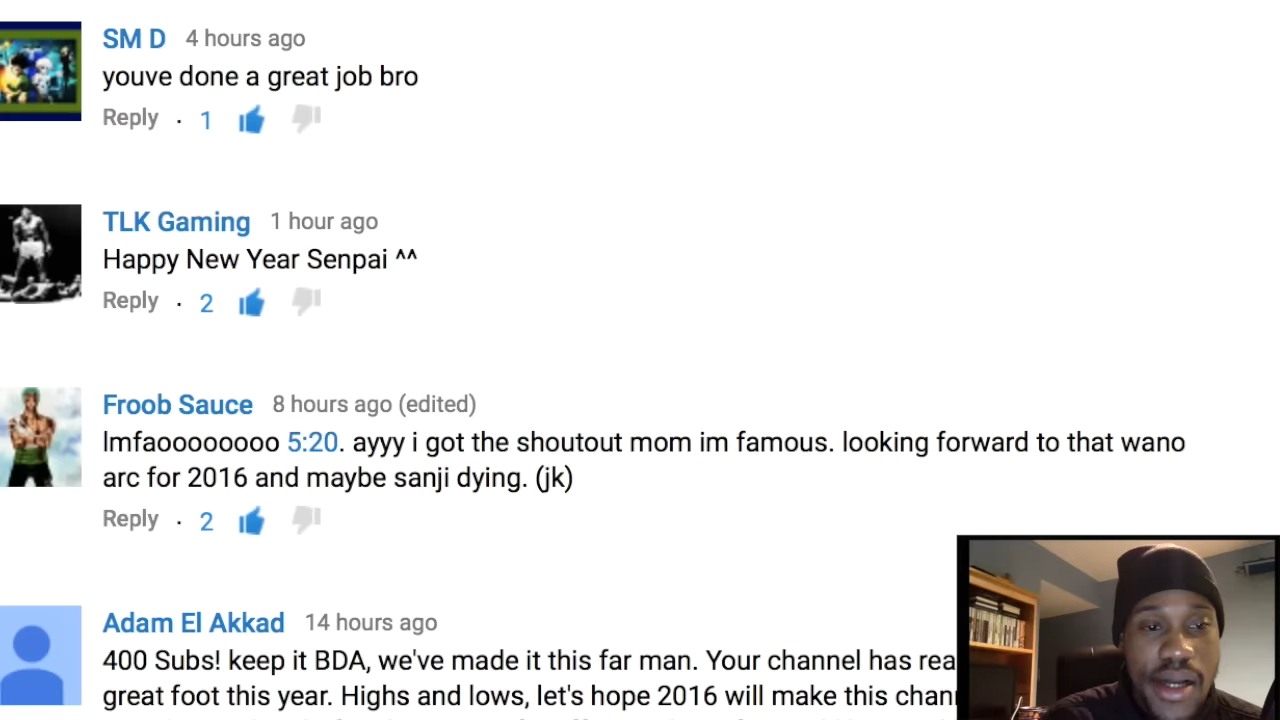 SM D 4 hours ago
youve done a great job bro
Reply · 1
TLK Gaming 1 hour ago
Happy New Year Senpai ^^
Reply · 2
Froob Sauce 8 hours ago (edited)
lmfaooooooooo 5:20. ayyy i got the shoutout mom im famous. looking forward to that wano
arc for 2016 and maybe sanji dying. (jk)
Reply · 2
Adam El Akkad 14 hours ago
400 Subs! keep it BDA, we've made it this far man. Your channel has rea
great foot this year. Highs and lows, let's hope 2016 will make this chan